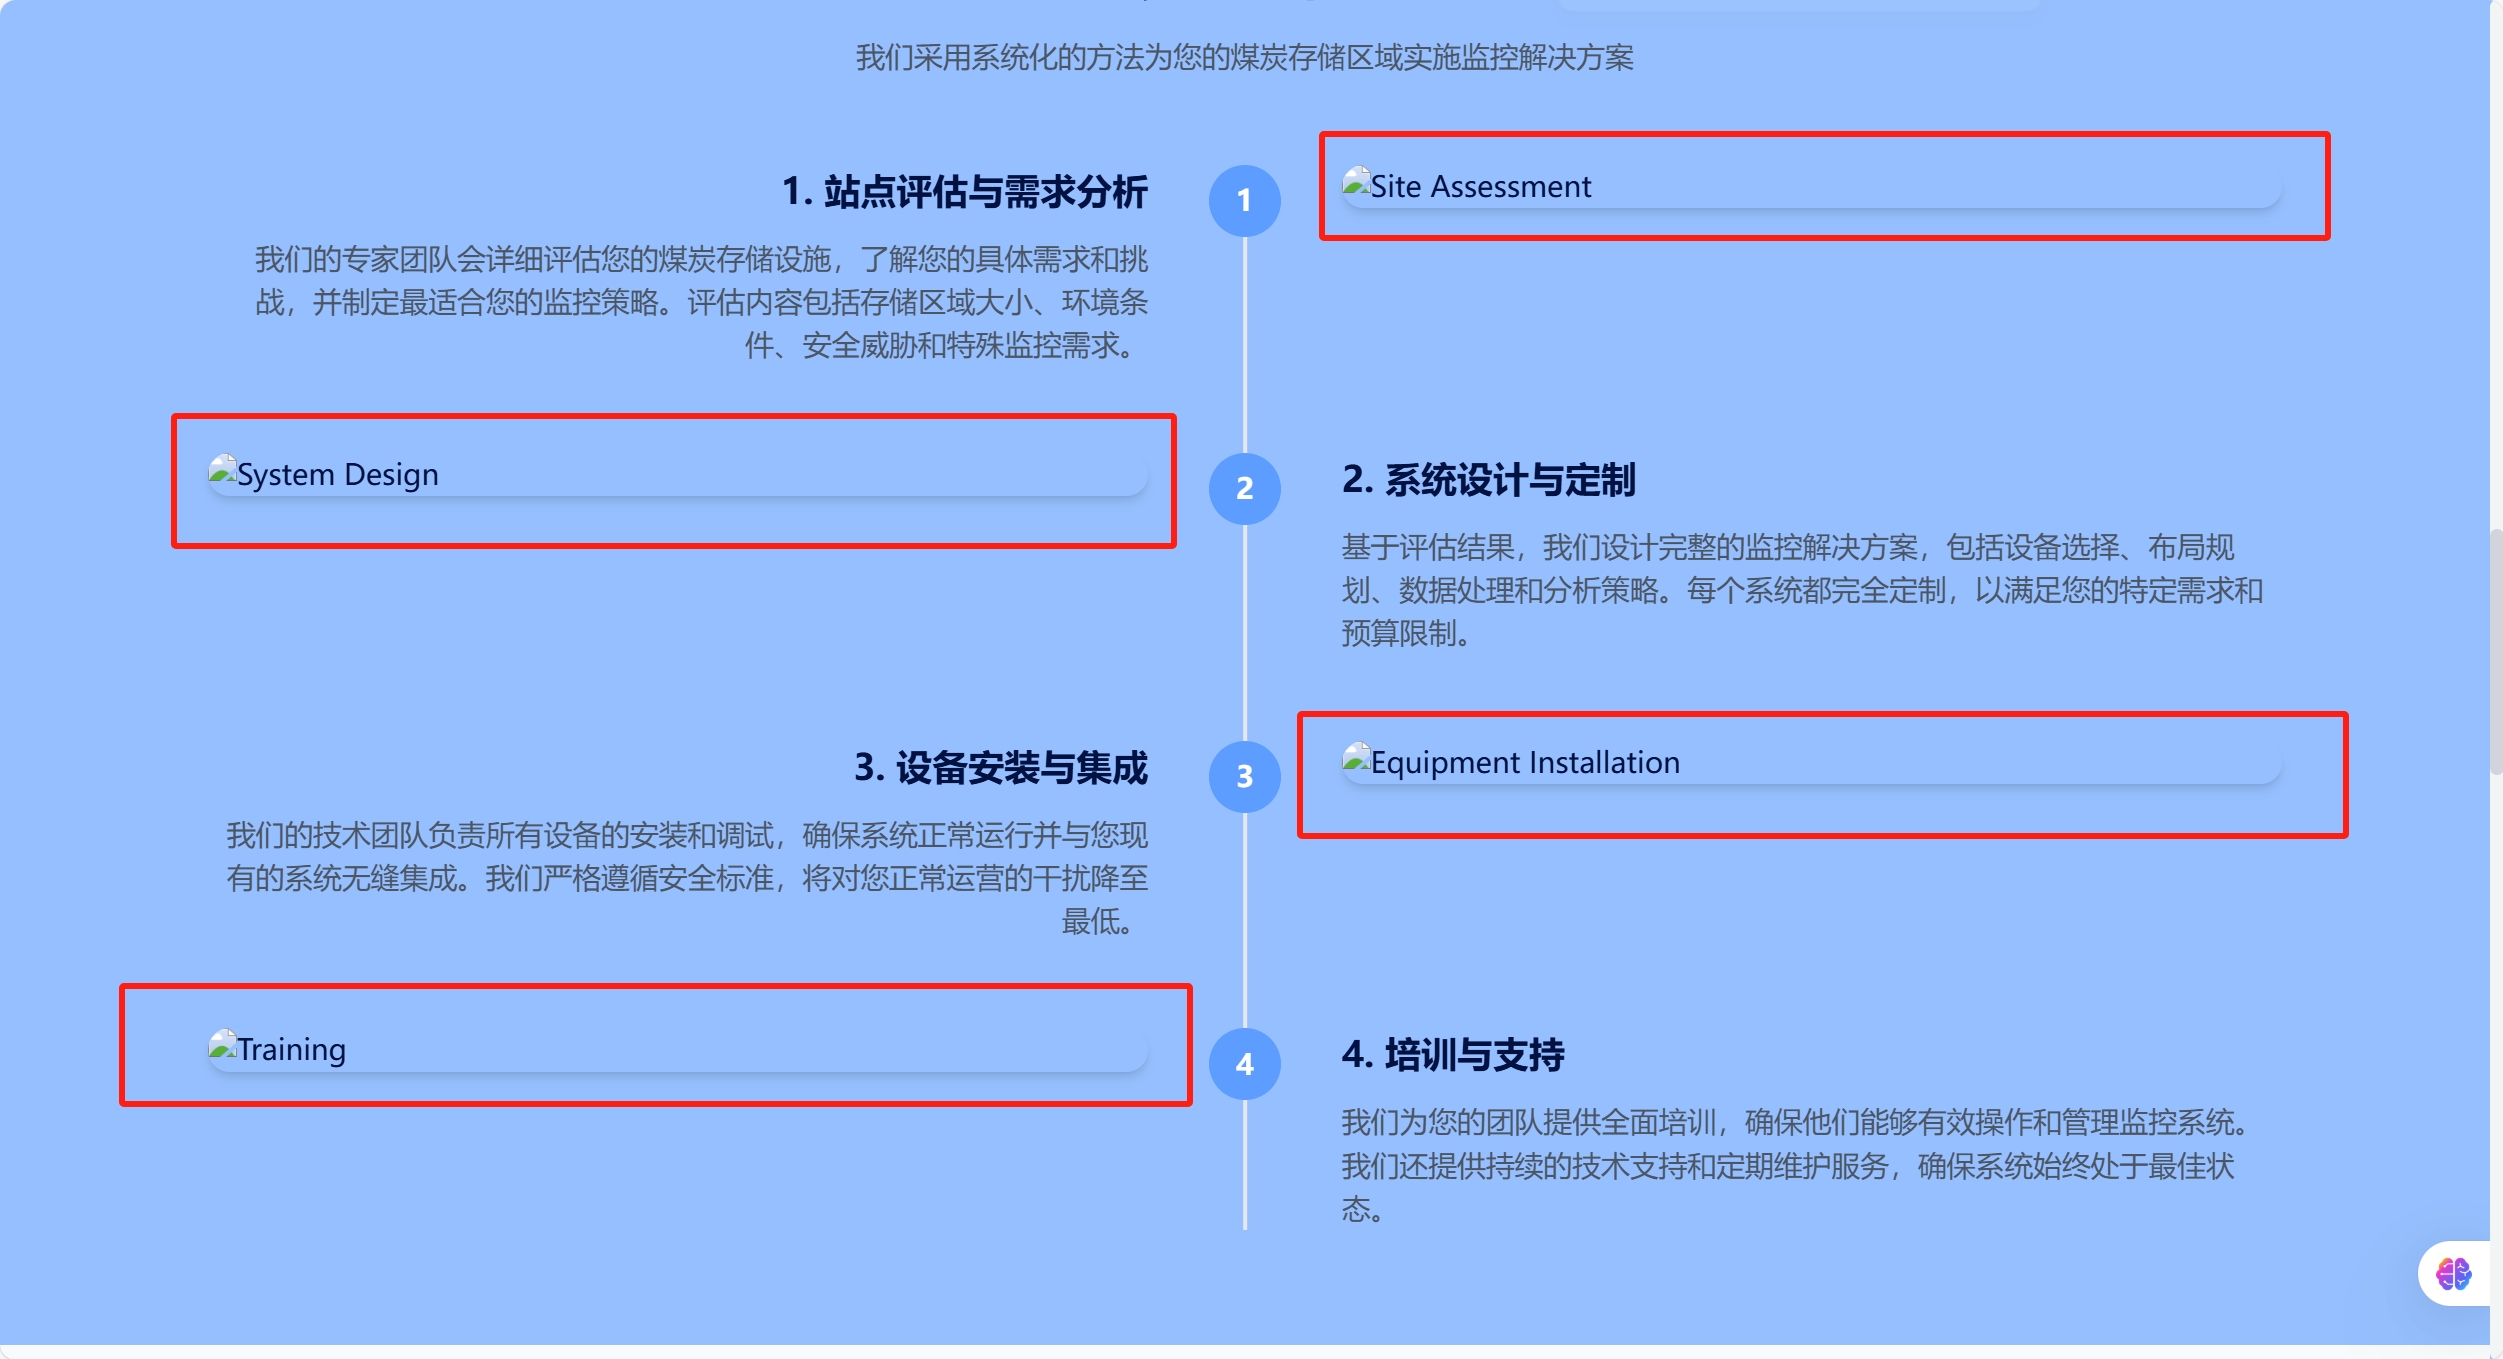 我们采用系统化的方法为您的煤炭存储区域实施监控解决方案
1. 站点评估与需求分析
1
Site Assessment
我们的专家团队会详细评估您的煤炭存储设施，了解您的具体需求和挑
战，并制定最适合您的监控策略。评估内容包括存储区域大小、环境条
件、安全威胁和特殊监控需求。
System Design
2
2. 系统设计与定制
基于评估结果，我们设计完整的监控解决方案，包括设备选择、布局规
划、数据处理和分析策略。每个系统都完全定制，以满足您的特定需求和
预算限制。
3. 设备安装与集成
3
Equipment Installation
我们的技术团队负责所有设备的安装和调试，确保系统正常运行并与您现
有的系统无缝集成。我们严格遵循安全标准，将对您正常运营的干扰降至
最低。
Training
4
4. 培训与支持
我们为您的团队提供全面培训，确保他们能够有效操作和管理监控系统。
我们还提供持续的技术支持和定期维护服务，确保系统始终处于最佳状
态。